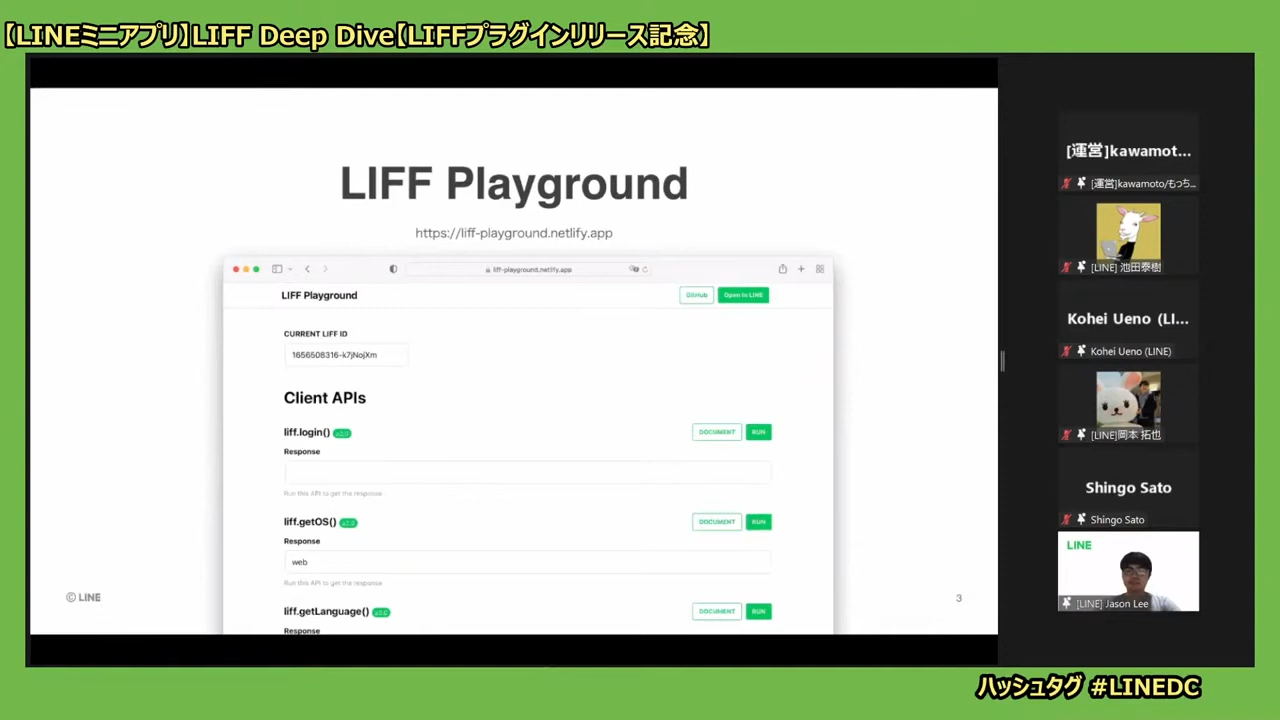 【LINEミニアプリ】LIFF Deep Dive【LIFFプラグインリリース記念】
LIFF Playground
https://liff-playground.netlify.app
liff-playground.netlify.app
LIFF Playground
GitHub
Open in LINE
CURRENT LIFF ID
1656508316-k7jNojXm
Client APIs
liff.login()
DOCUMENT
RUN
Response
Run this API to get the response
liff.getOS()
DOCUMENT
RUN
Response
web
Run this API to get the response
liff.getLanguage()
DOCUMENT
RUN
Response
© LINE
3
[運営]kawamot...
[運営]kawamoto/もっち...
[LINE] 池田泰樹
Kohei Ueno (LI...
Kohei Ueno (LINE)
[LINE]岡本 拓也
Shingo Sato
Shingo Sato
LINE
[LINE] Jason Lee
ハッシュタグ #LINEDC